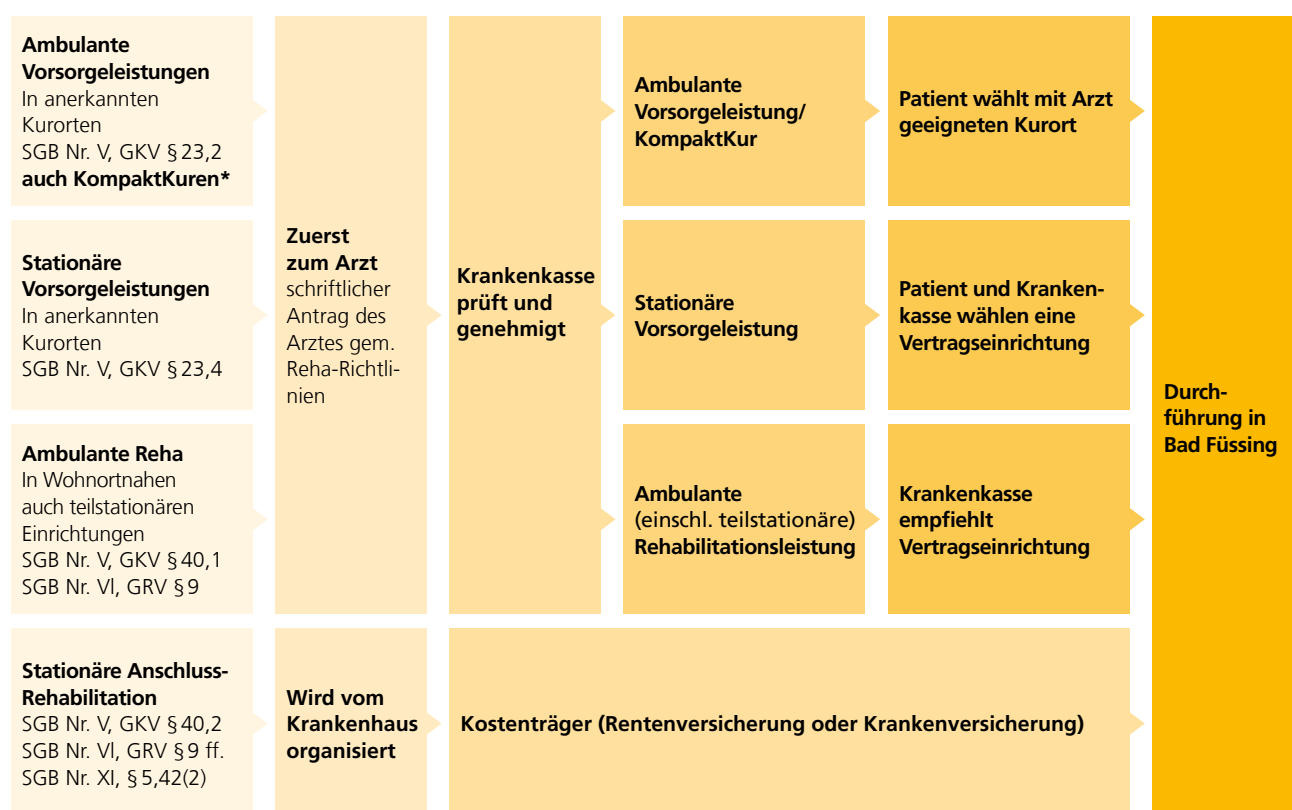 Ambulante
Vorsorgeleistungen
In anerkannten
Kurorten
SGB Nr. V, GKV § 23,2
auch KompaktKuren*
Stationäre
Vorsorgeleistungen
In anerkannten
Kurorten
SGB Nr. V, GKV § 23,4
Ambulante Reha
In Wohnortnahen
auch teilstationären
Einrichtungen
SGB Nr. V, GKV § 40,1
SGB Nr. Vl, GRV § 9
Zuerst
zum Arzt
schriftlicher
Antrag des
Arztes gem.
Reha-Richtli-
nien
Krankenkasse
prüft und
genehmigt
Ambulante
Vorsorgeleistung/
KompaktKur
Patient wählt mit Arzt
geeigneten Kurort
Stationäre
Vorsorgeleistung
Patient und Kranken-
kasse wählen eine
Vertragseinrichtung
Ambulante
(einschl. teilstationäre)
Rehabilitationsleistung
Krankenkasse
empfiehlt
Vertragseinrichtung
Stationäre Anschluss-
Rehabilitation
SGB Nr. V, GKV § 40,2
SGB Nr. Vl, GRV § 9 ff.
SGB Nr. XI, § 5,42(2)
Wird vom
Krankenhaus
organisiert
Kostenträger (Rentenversicherung oder Krankenversicherung)
Durch-
führung in
Bad Füssing